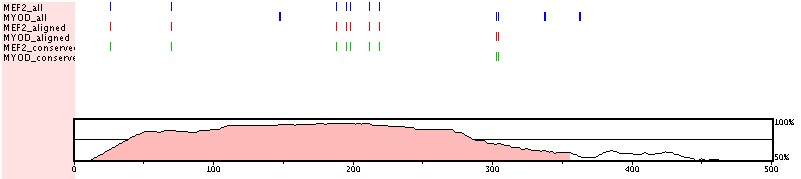 MEF2_all
MYOD_all
MEF2_aligned
MYOD_aligned
MEF2_conserve
MYOD_conserve
100%
50%
0 100 200 300 400 500